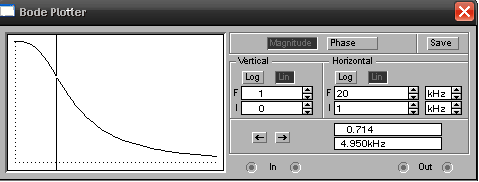 Bode Plotter
Magnitude Phase Save
Vertical Horizontal
Log Lin Log Lin
F 1 F 20 kHz
I 0 I 1 kHz
← → 0.714
4.950kHz
In Out